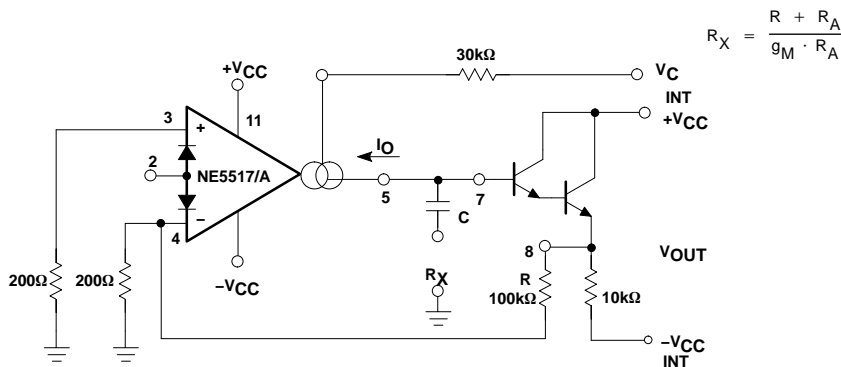 R + R_A
R_X = 
g_M · R_A
30kΩ
V_C
+V_CC
INT
+V_CC
3
+
11
I_O
2
NE5517/A
5
7
C
−
4
8
V_OUT
−V_CC
R_X
R
100kΩ
10kΩ
200Ω
200Ω
−V_CC
INT